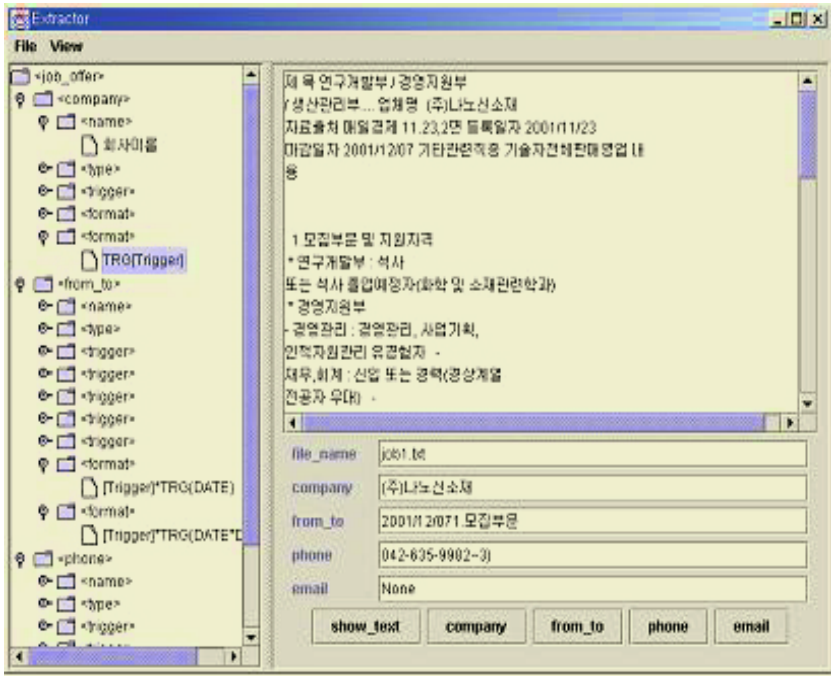 Extractor
File View
<job_offer>
<company>
<name>
회사이름
<type>
<trigger>
<format>
<format>
TRG[Trigger]
<from_to>
<name>
<type>
<trigger>
<trigger>
<trigger>
<trigger>
<trigger>
<format>
[Trigger]*TRG(DATE)
<format>
[Trigger]*TRG(DATE*D
<phone>
<name>
<type>
<trigger>
제 목 연구개발부 / 경영지원부
/ 생산관리부... 업체명 (주)나노신소재
자료출처 매일경제 11.23,2면 등록일자 2001/11/23
마감일자 2001/12/07 기타관련직종 기술자전체판매영업 내
용
1.모집부문 및 지원자격
* 연구개발부 : 석사
또는 석사 졸업예정자(화학 및 소재관련학과)
* 경영지원부
- 경영관리 : 경영관리, 사업기획,
인적자원관리 유경험자 -
재무,회계 : 신입 또는 경력(경상계열
전공자 우대) -
file_name job1.txt
company (주)나노신소재
from_to 2001/12/071.모집부문
phone 042-635-9902~3)
email None
show_text company from_to phone email